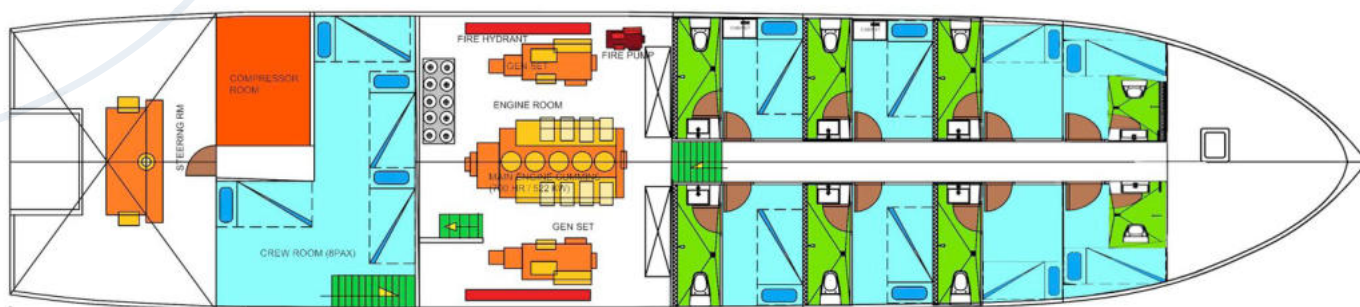 FIRE HYDRANT
GEN SET
FIRE PUMP
COMPRESSOR
ROOM
STEERING RM
ENGINE ROOM
MAIN ENGINE CUMMINS
GEN SET
CREW ROOM (8PAX)